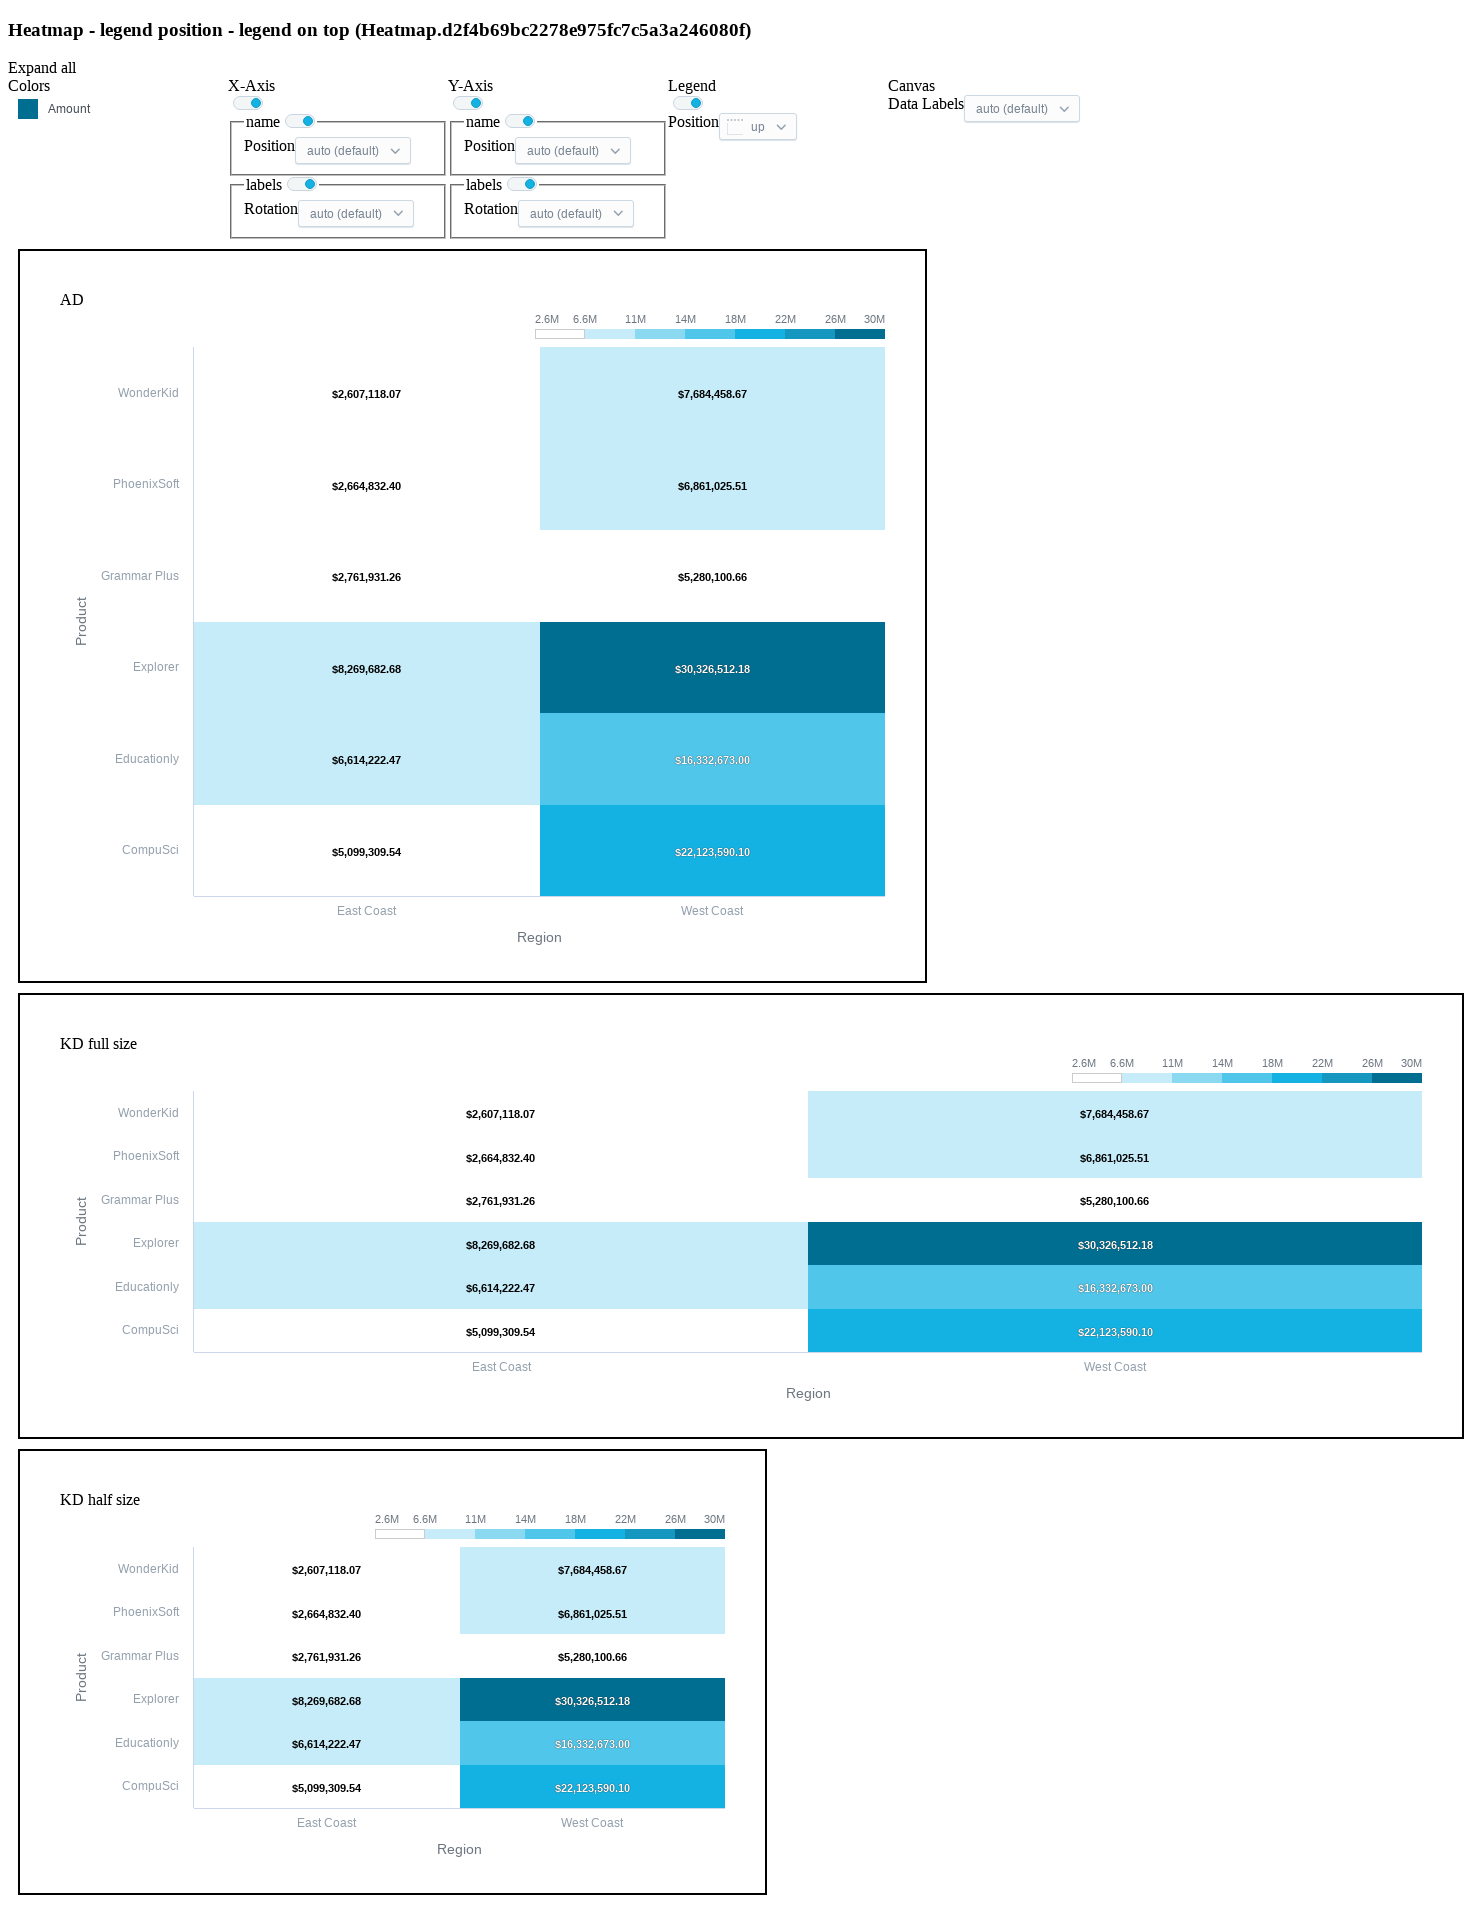 Heatmap - legend position - legend on top (Heatmap.d2f4b69bc2278e975fc7c5a3a246080f)
Expand all
Colors
Amount
X-Axis
name
Position auto (default)
labels
Rotation auto (default)
Y-Axis
name
Position auto (default)
labels
Rotation auto (default)
Legend
Position up
Canvas
Data Labels auto (default)
AD
2.6M 6.6M 11M 14M 18M 22M 26M 30M
WonderKid $2,607,118.07 $7,684,458.67
PhoenixSoft $2,664,832.40 $6,861,025.51
Grammar Plus $2,761,931.26 $5,280,100.66
Product
Explorer $8,269,682.68 $30,326,512.18
Educationly $6,614,222.47 $16,332,673.00
CompuSci $5,099,309.54 $22,123,590.10
East Coast West Coast
Region
KD full size
2.6M 6.6M 11M 14M 18M 22M 26M 30M
WonderKid $2,607,118.07 $7,684,458.67
PhoenixSoft $2,664,832.40 $6,861,025.51
Grammar Plus $2,761,931.26 $5,280,100.66
Product
Explorer $8,269,682.68 $30,326,512.18
Educationly $6,614,222.47 $16,332,673.00
CompuSci $5,099,309.54 $22,123,590.10
East Coast West Coast
Region
KD half size
2.6M 6.6M 11M 14M 18M 22M 26M 30M
WonderKid $2,607,118.07 $7,684,458.67
PhoenixSoft $2,664,832.40 $6,861,025.51
Grammar Plus $2,761,931.26 $5,280,100.66
Product
Explorer $8,269,682.68 $30,326,512.18
Educationly $6,614,222.47 $16,332,673.00
CompuSci $5,099,309.54 $22,123,590.10
East Coast West Coast
Region